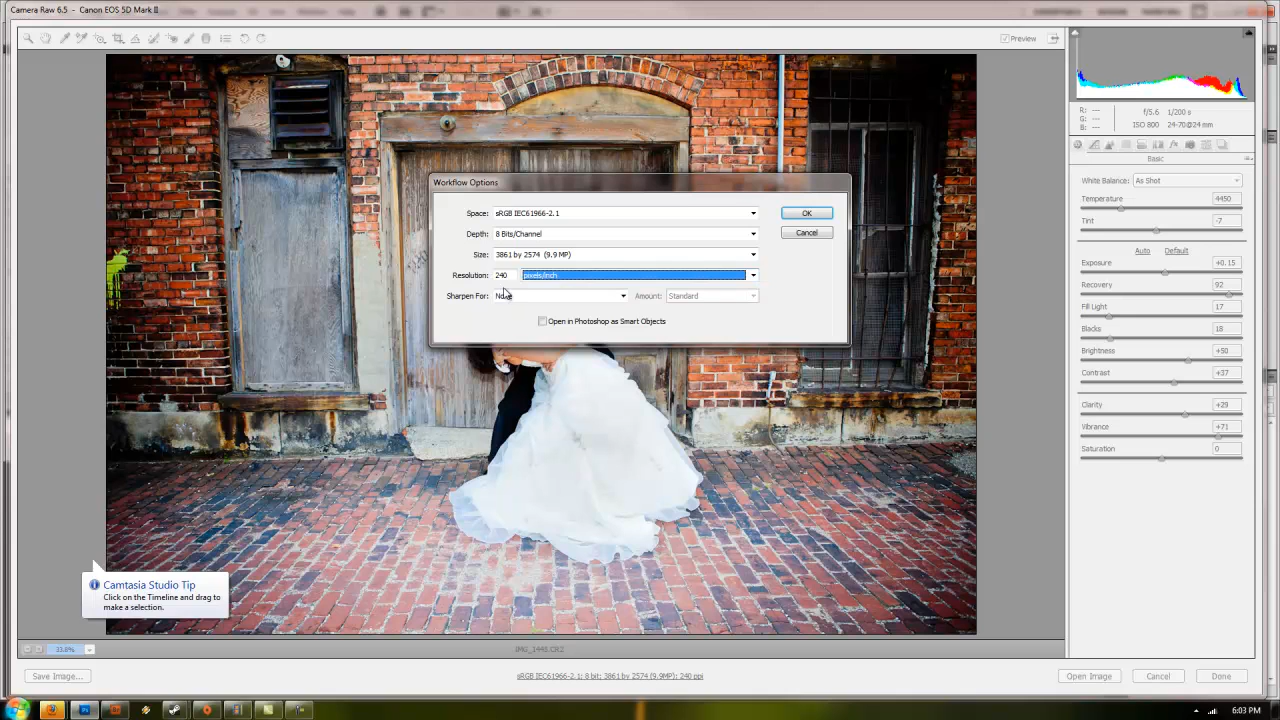 Camera Raw 6.5 - Canon EOS 5D Mark II
Preview
R: ---
G: ---
B: ---
f/5.6 1/200 s
ISO 800 24-70@24 mm
Basic
White Balance: As Shot
Temperature 4450
Tint -7
Auto Default
Exposure +0.15
Recovery 92
Fill Light 17
Blacks 18
Brightness +50
Contrast +37
Clarity +29
Vibrance +71
Saturation 0
Workflow Options
Space: sRGB IEC61966-2.1
Depth: 8 Bits/Channel
Size: 3861 by 2574 (9.9 MP)
Resolution: 240 pixels/inch
Sharpen For: None Amount: Standard
Open in Photoshop as Smart Objects
OK
Cancel
Camtasia Studio Tip
Click on the Timeline and drag to
make a selection.
33.8%
IMG_1445.CR2
Save Image...
sRGB IEC61966-2.1; 8 bit; 3861 by 2574 (9.9MP); 240 ppi
Open Image Cancel Done
6:03 PM